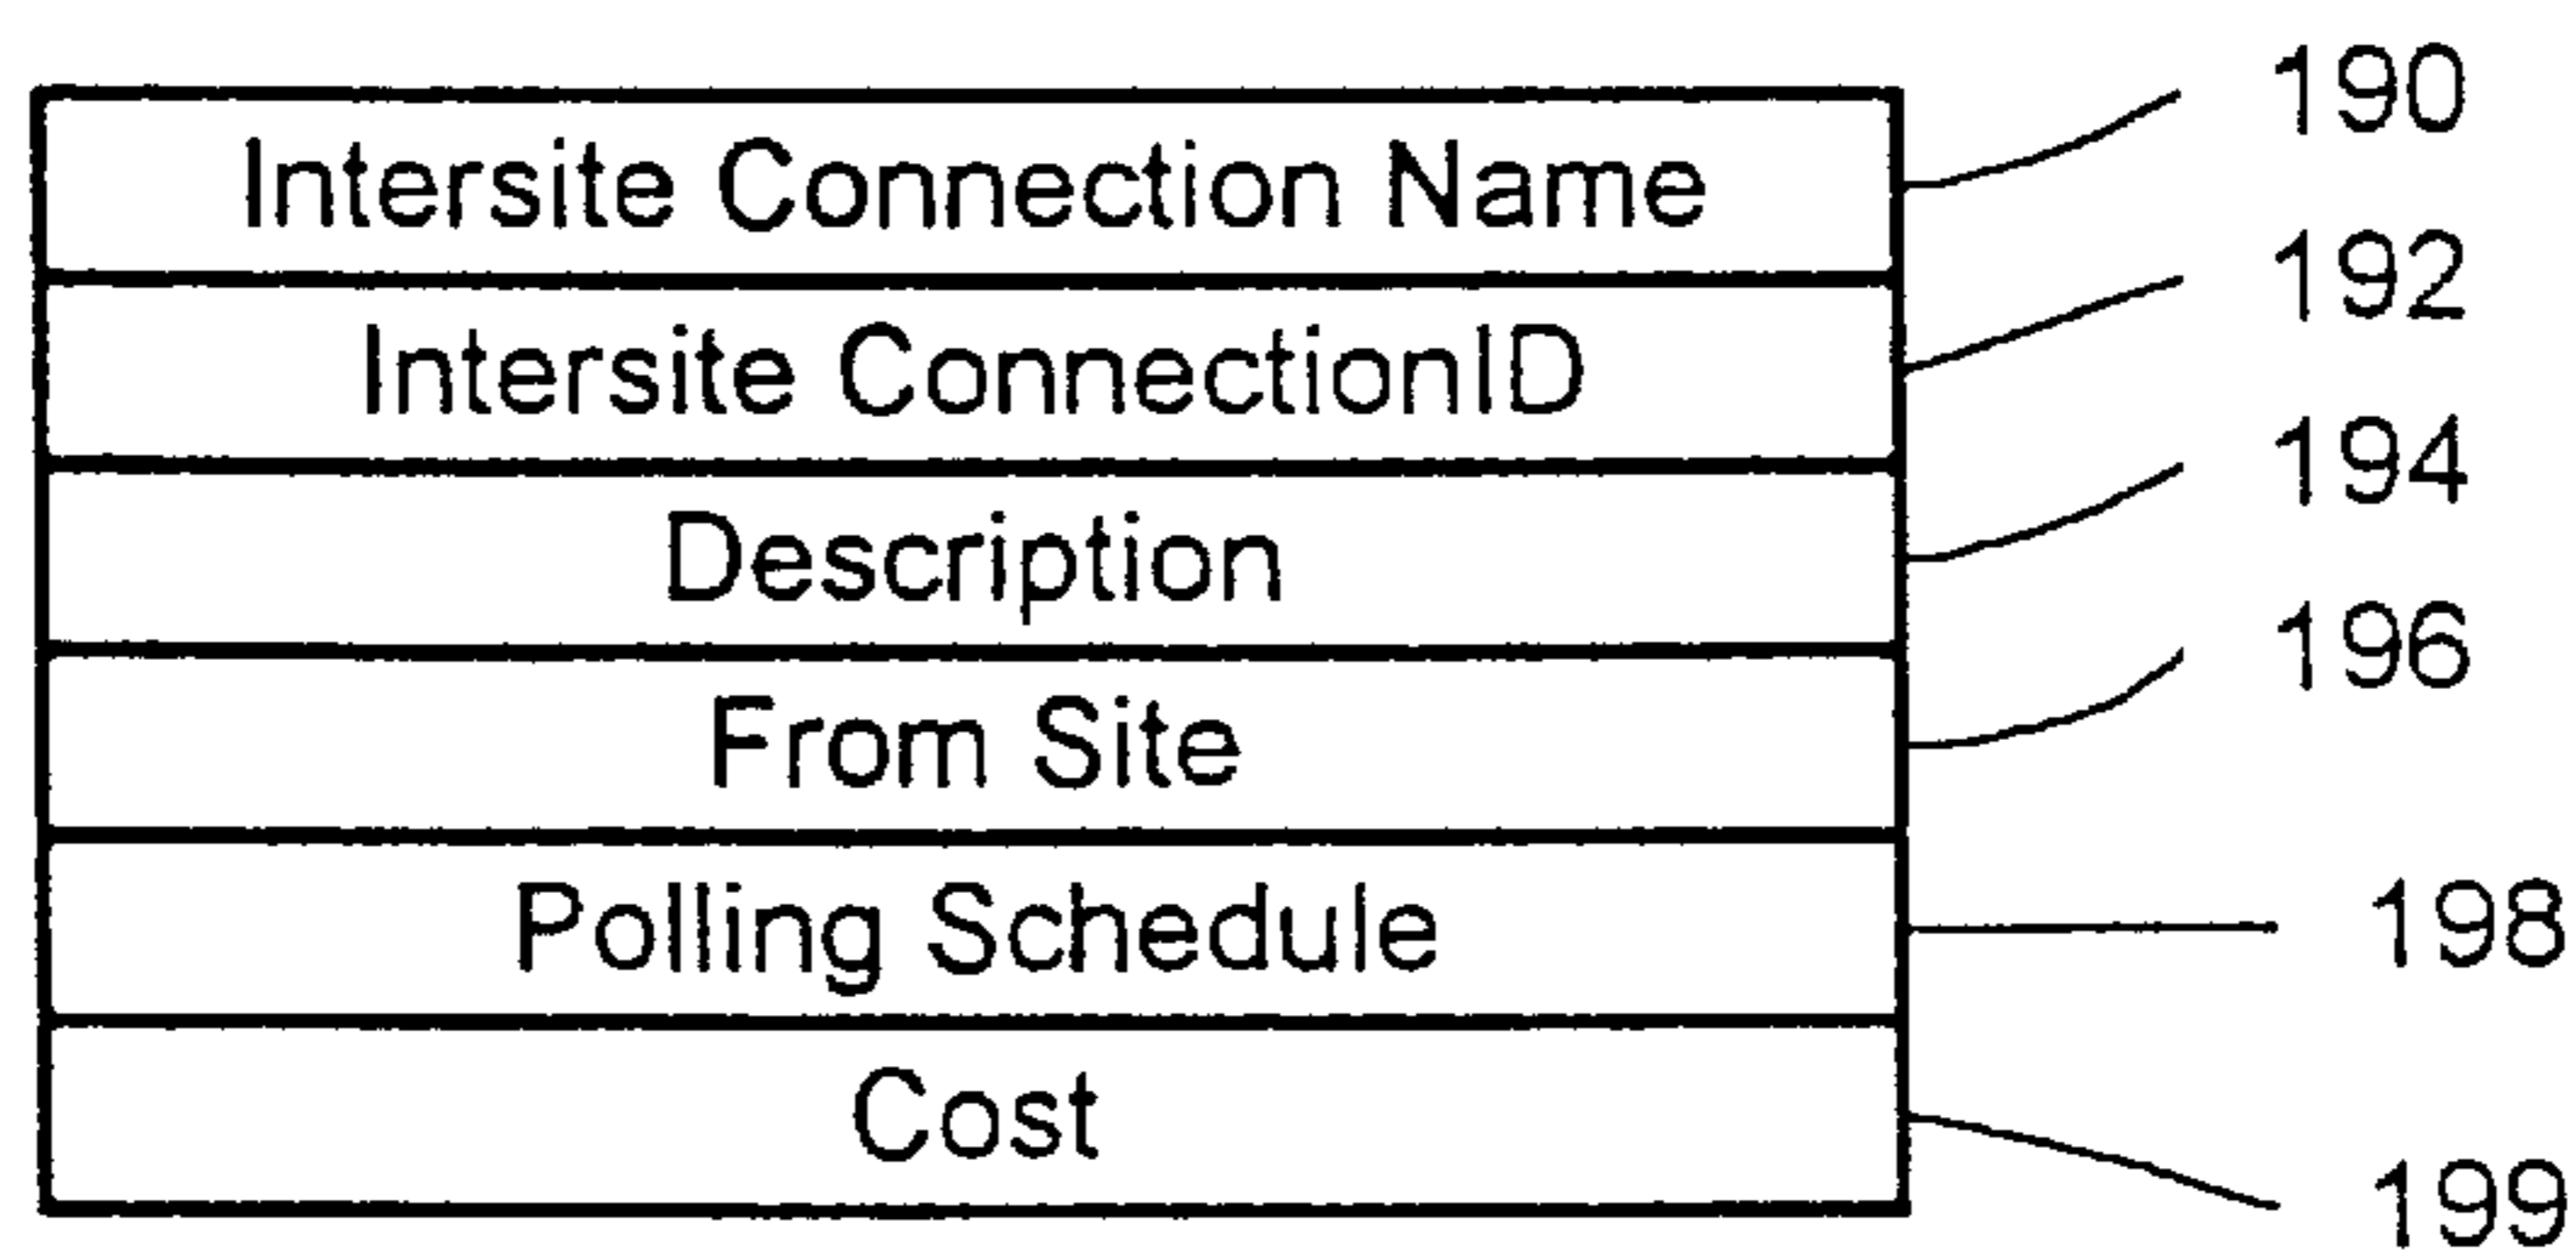 Intersite Connection Name 190
Intersite ConnectionID 192
Description 194
From Site 196
Polling Schedule 198
Cost 199